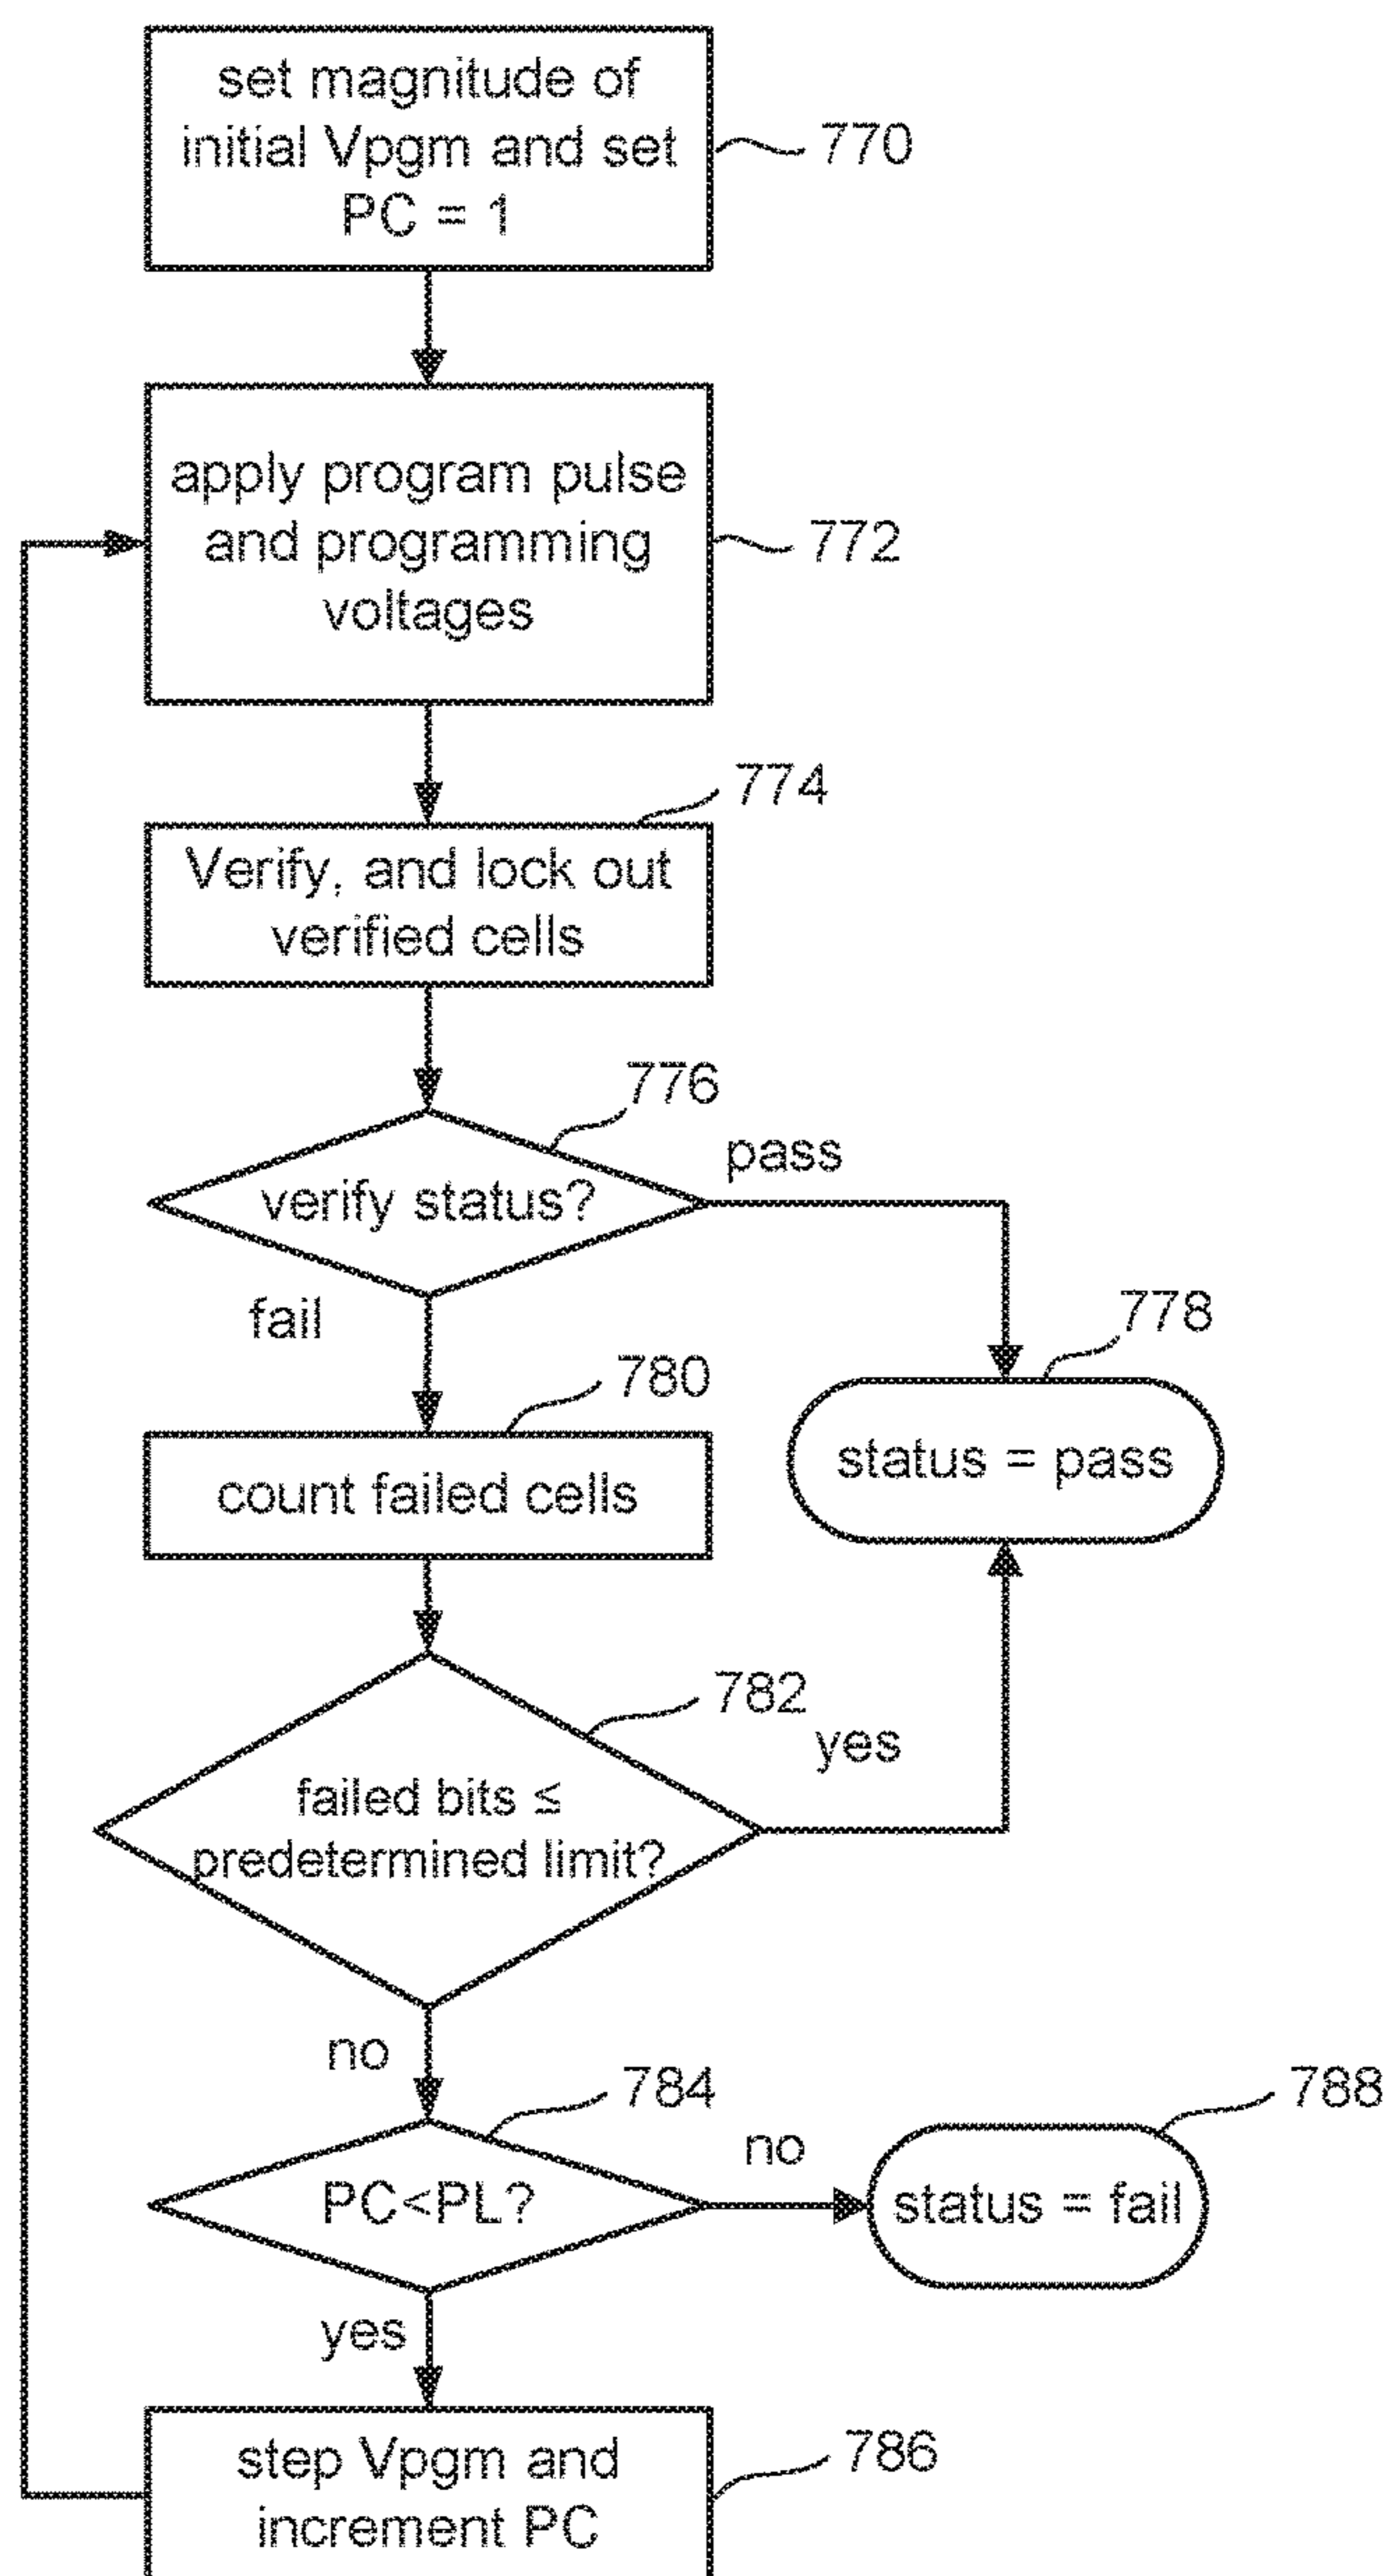 set magnitude of
initial Vpgm and set
PC = 1
770
apply program pulse
and programming
voltages
772
774
Verify, and lock out
verified cells
776
pass
verify status?
fail
778
780
status = pass
count failed cells
782
yes
failed bits ≤
predetermined limit?
no
784
788
no
PC<PL?
status = fail
yes
step Vpgm and
increment PC
786